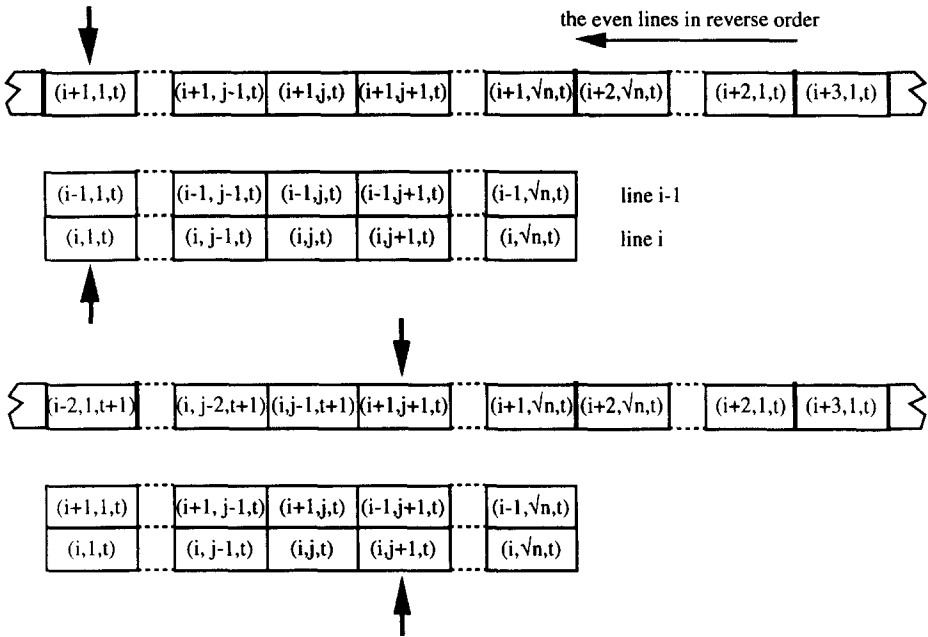 the even lines in reverse order
(i+1,1,t) (i+1, j-1,t) (i+1,j,t) (i+1,j+1,t) (i+1,√n,t) (i+2,√n,t) (i+2,1,t) (i+3,1,t)
(i-1,1,t) (i-1, j-1,t) (i-1,j,t) (i-1,j+1,t) (i-1,√n,t) line i-1
(i,1,t) (i, j-1,t) (i,j,t) (i,j+1,t) (i,√n,t) line i
(i-2,1,t+1) (i, j-2,t+1) (i,j-1,t+1) (i+1,j+1,t) (i+1,√n,t) (i+2,√n,t) (i+2,1,t) (i+3,1,t)
(i+1,1,t) (i+1, j-1,t) (i+1,j,t) (i-1,j+1,t) (i-1,√n,t)
(i,1,t) (i, j-1,t) (i,j,t) (i,j+1,t) (i,√n,t)